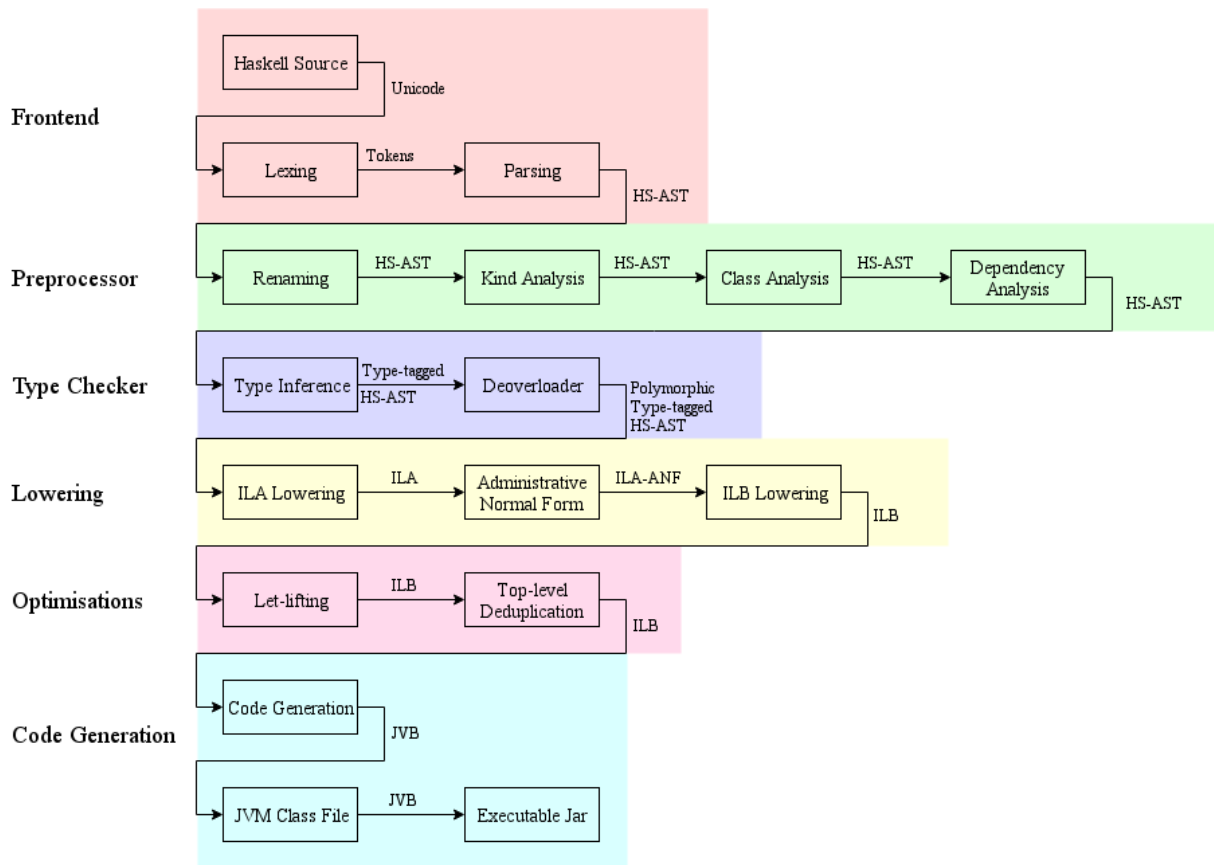 Haskell Source
Unicode
Frontend
Tokens
Lexing
Parsing
HS-AST
Preprocessor
Renaming
HS-AST
Kind Analysis
HS-AST
Class Analysis
HS-AST
Dependency
Analysis
HS-AST
Type Checker
Type Inference
Type-tagged
HS-AST
Deoverloader
Polymorphic
Type-tagged
HS-AST
Lowering
ILA Lowering
ILA
Administrative
Normal Form
ILA-ANF
ILB Lowering
ILB
Optimisations
Let-lifting
ILB
Top-level
Deduplication
ILB
Code Generation
Code Generation
JVB
JVM Class File
JVB
Executable Jar